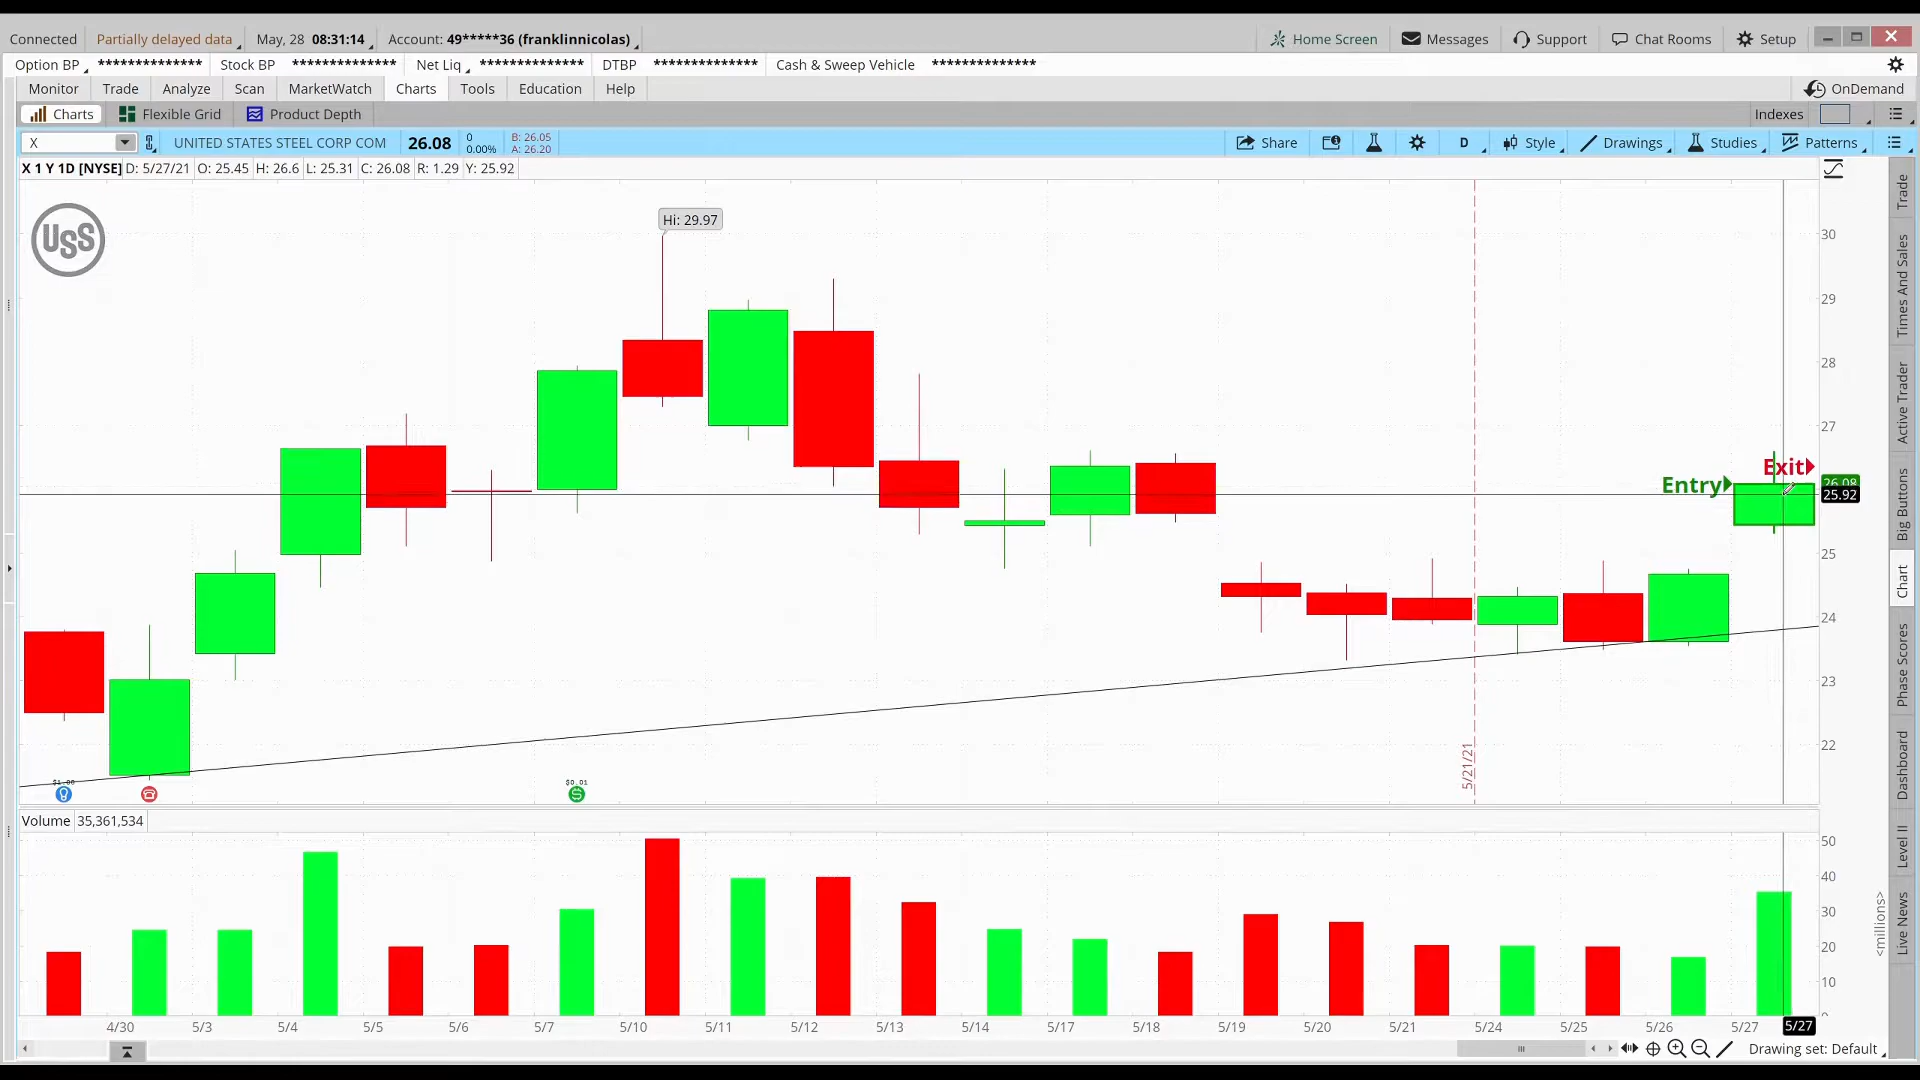 Connected Partially delayed data May, 28 08:31:14 Account: 49*****36 (franklinnicolas) Home Screen Messages Support Chat Rooms Setup
Option BP ************** Stock BP ************** Net Liq ************** DTBP ************** Cash & Sweep Vehicle **************
Monitor Trade Analyze Scan MarketWatch Charts Tools Education Help OnDemand
Charts Flexible Grid Product Depth Indexes
X UNITED STATES STEEL CORP COM 26.08 0 0.00% B: 26.05 A: 26.20 Share D Style Drawings Studies Patterns
X 1 Y 1D [NYSE] D: 5/27/21 O: 25.45 H: 26.6 L: 25.31 C: 26.08 R: 1.29 Y: 25.92
USS
Hi: 29.97
30
29
28
27
Exit
Entry
26.08
25.92
25
24
23
22
5/21/21
$0.01
Volume 35,361,534
50
40
30
20
10
<millions>
4/30 5/3 5/4 5/5 5/6 5/7 5/10 5/11 5/12 5/13 5/14 5/17 5/18 5/19 5/20 5/21 5/24 5/25 5/26 5/27 5/27
Drawing set: Default
Trade
Times And Sales
Active Trader
Big Buttons
Chart
Phase Scores
Dashboard
Level II
Live News